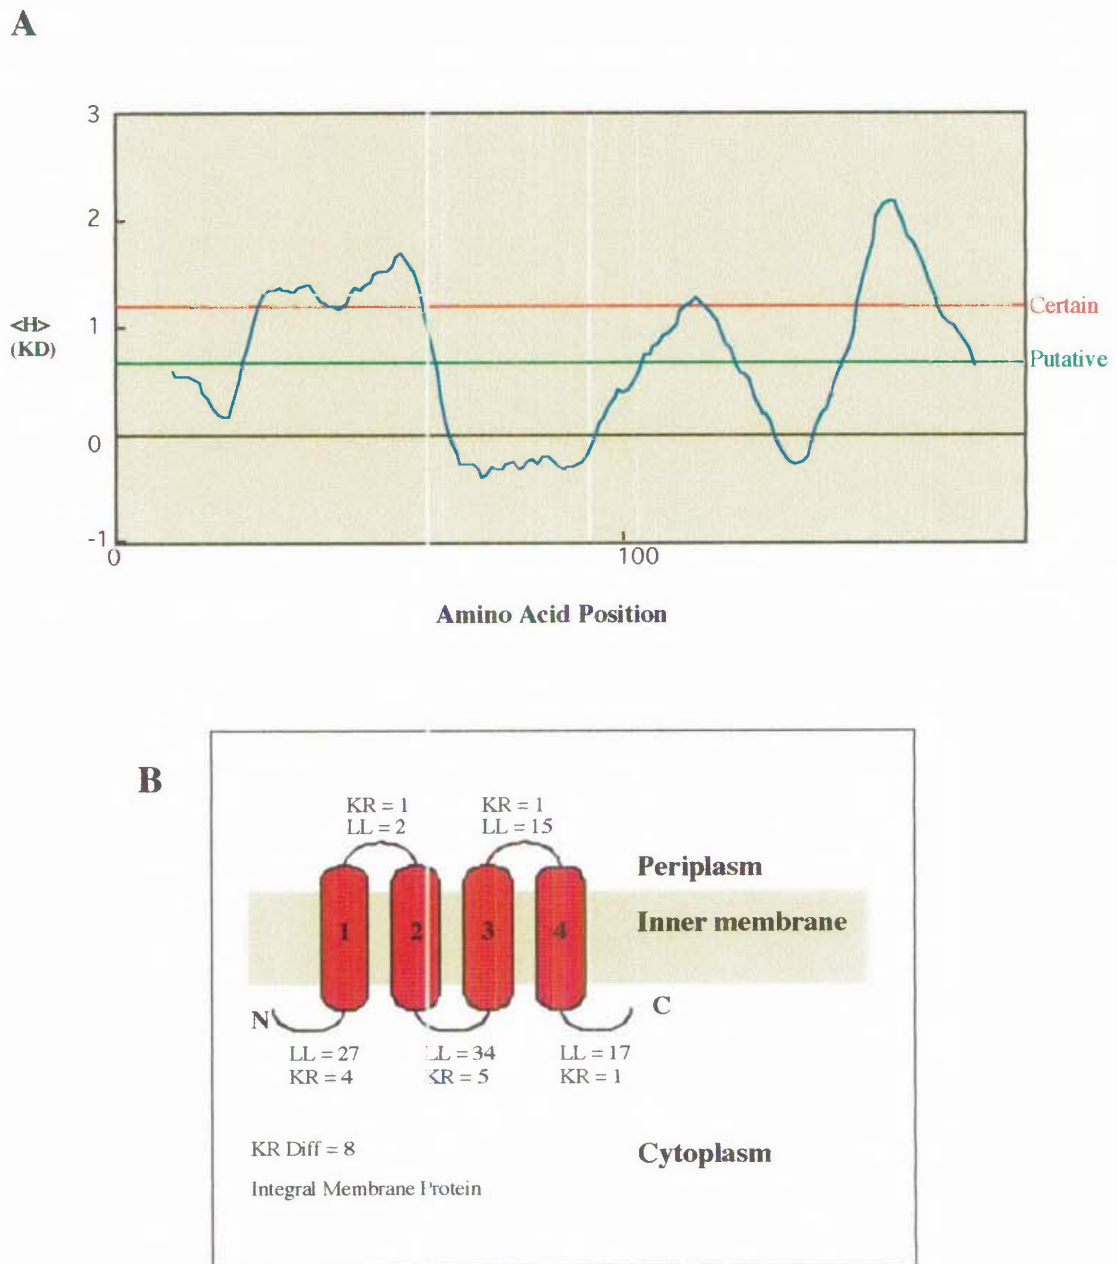 A
3
2
1
0
-1
<H>
(KD)
Certain
Putative
0
100
Amino Acid Position
B
KR = 1
LL = 2
KR = 1
LL = 15
Periplasm
Inner membrane
1
2
3
4
N
C
LL = 27
KR = 4
LL = 34
KR = 5
LL = 17
KR = 1
KR Diff = 8
Cytoplasm
Integral Membrane Protein